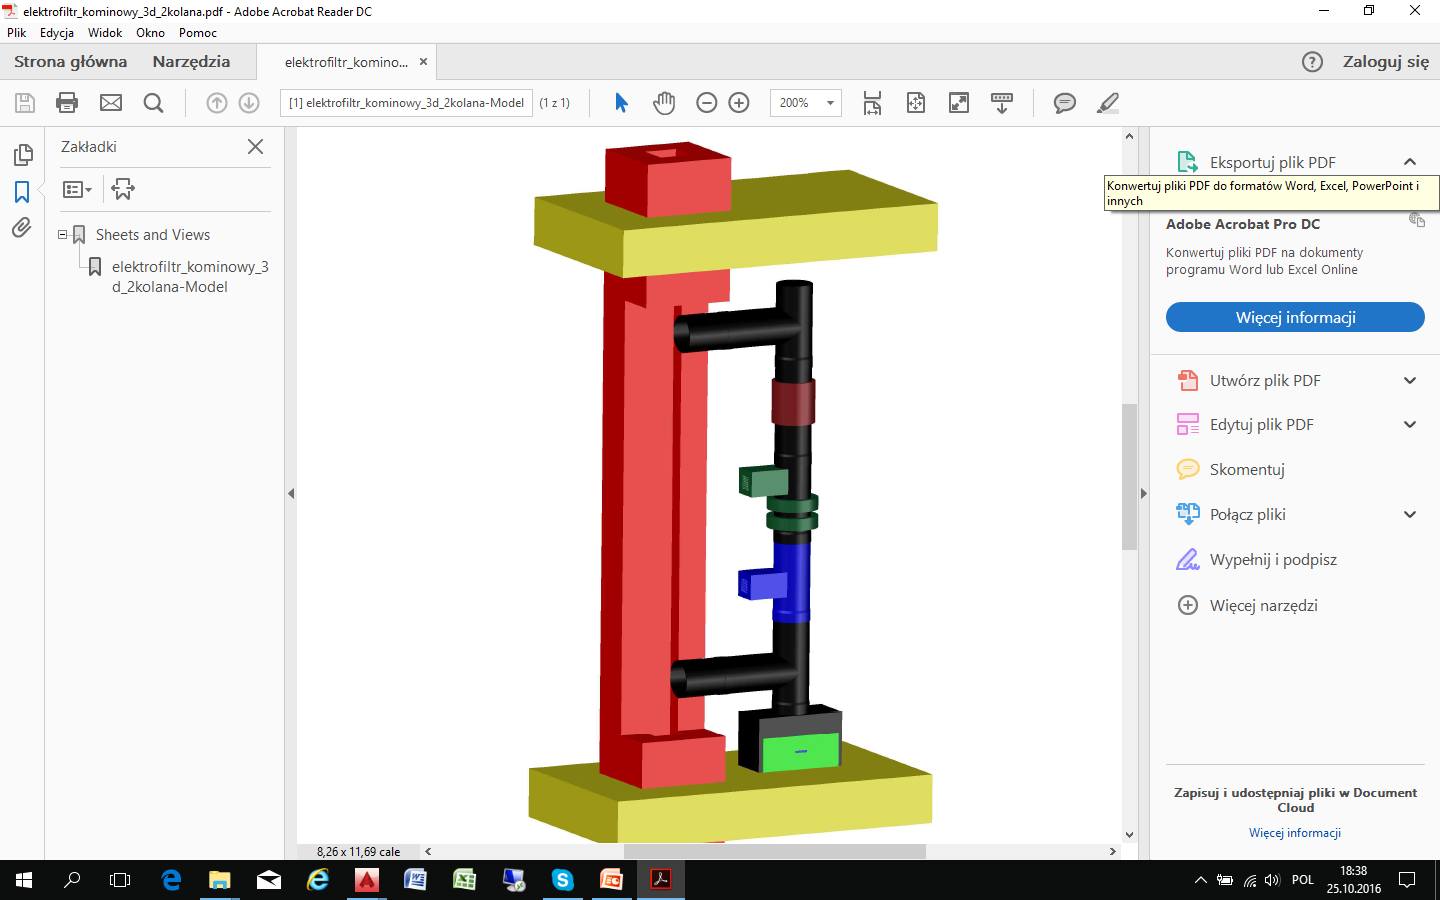 elektrofiltr_kominowy_3d_2kolana.pdf - Adobe Acrobat Reader DC
Plik Edycja Widok Okno Pomoc
Strona główna Narzędzia elektrofiltr_komino... Zaloguj się
[1] elektrofiltr_kominowy_3d_2kolana-Model (1 z 1) 200%
Zakładki
Sheets and Views
elektrofiltr_kominowy_3
d_2kolana-Model
Eksportuj plik PDF
Konwertuj pliki PDF do formatów Word, Excel, PowerPoint i
innych
Adobe Acrobat Pro DC
Konwertuj pliki PDF na dokumenty
programu Word lub Excel Online
Więcej informacji
Utwórz plik PDF
Edytuj plik PDF
Skomentuj
Połącz pliki
Wypełnij i podpisz
Więcej narzędzi
Zapisuj i udostępniaj pliki w Document
Cloud
Więcej informacji
8,26 x 11,69 cale
POL
18:38
25.10.2016